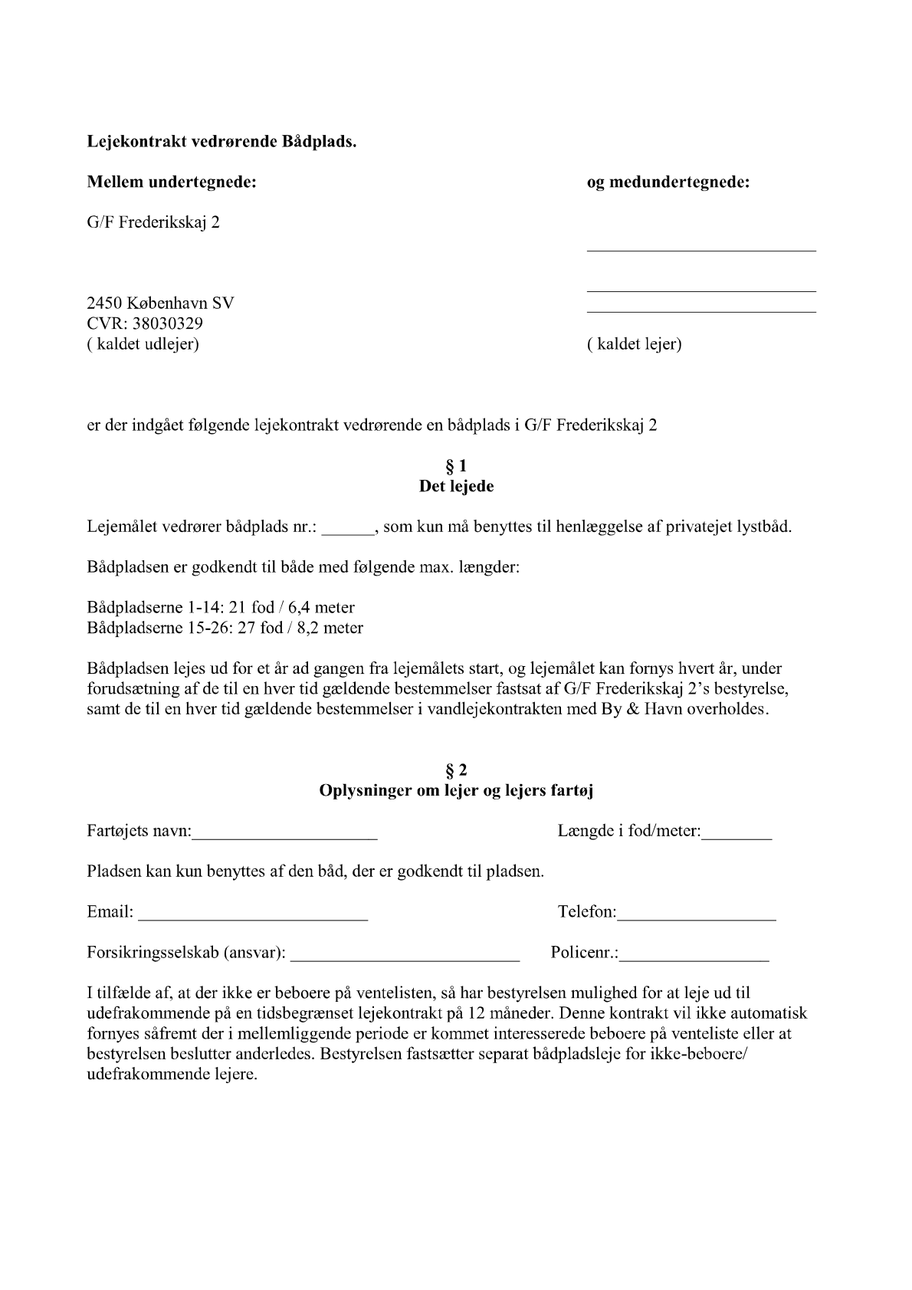 Lejekontrakt vedrørende Bådplads.
Mellem undertegnede: og medundertegnede:
G/F Frederikskaj 2
2450 København SV
CVR: 38030329
( kaldet udlejer) ( kaldet lejer)
er der indgået følgende lejekontrakt vedrørende en bådplads i G/F Frederikskaj 2
§ 1
Det lejede
Lejemålet vedrører bådplads nr.: ______, som kun må benyttes til henlæggelse af privatejet lystbåd.
Bådpladsen er godkendt til både med følgende max. længder:
Bådpladserne 1-14: 21 fod / 6,4 meter
Bådpladserne 15-26: 27 fod / 8,2 meter
Bådpladsen lejes ud for et år ad gangen fra lejemålets start, og lejemålet kan fornys hvert år, under
forudsætning af de til en hver tid gældende bestemmelser fastsat af G/F Frederikskaj 2’s bestyrelse,
samt de til en hver tid gældende bestemmelser i vandlejekontrakten med By & Havn overholdes.
§ 2
Oplysninger om lejer og lejers fartøj
Fartøjets navn:_____________________ Længde i fod/meter:________
Pladsen kan kun benyttes af den båd, der er godkendt til pladsen.
Email: __________________________ Telefon:__________________
Forsikringsselskab (ansvar): __________________________ Policenr.:_________________
I tilfælde af, at der ikke er beboere på ventelisten, så har bestyrelsen mulighed for at leje ud til
udefrakommende på en tidsbegrænset lejekontrakt på 12 måneder. Denne kontrakt vil ikke automatisk
fornyes såfremt der i mellemliggende periode er kommet interesserede beboere på venteliste eller at
bestyrelsen beslutter anderledes. Bestyrelsen fastsætter separat bådpladsleje for ikke-beboere/
udefrakommende lejere.